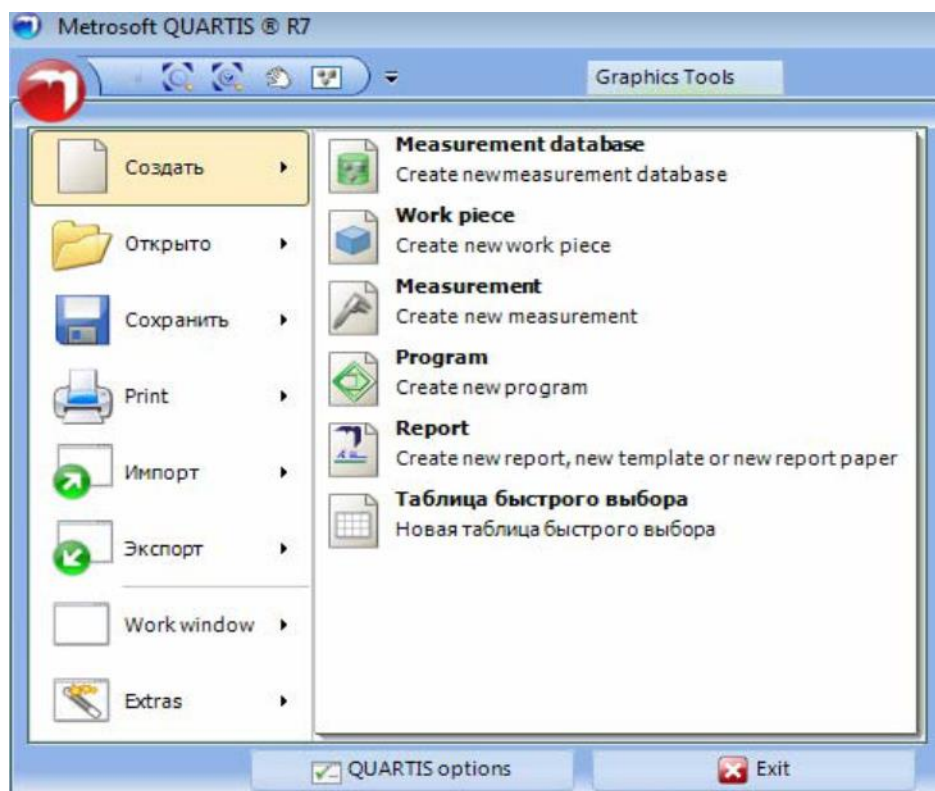 Metrosoft QUARTIS ® R7
Graphics Tools
Создать
Открыто
Сохранить
Print
Импорт
Экспорт
Work window
Extras
Measurement database
Create new measurement database
Work piece
Create new work piece
Measurement
Create new measurement
Program
Create new program
Report
Create new report, new template or new report paper
Таблица быстрого выбора
Новая таблица быстрого выбора
QUARTIS options
Exit